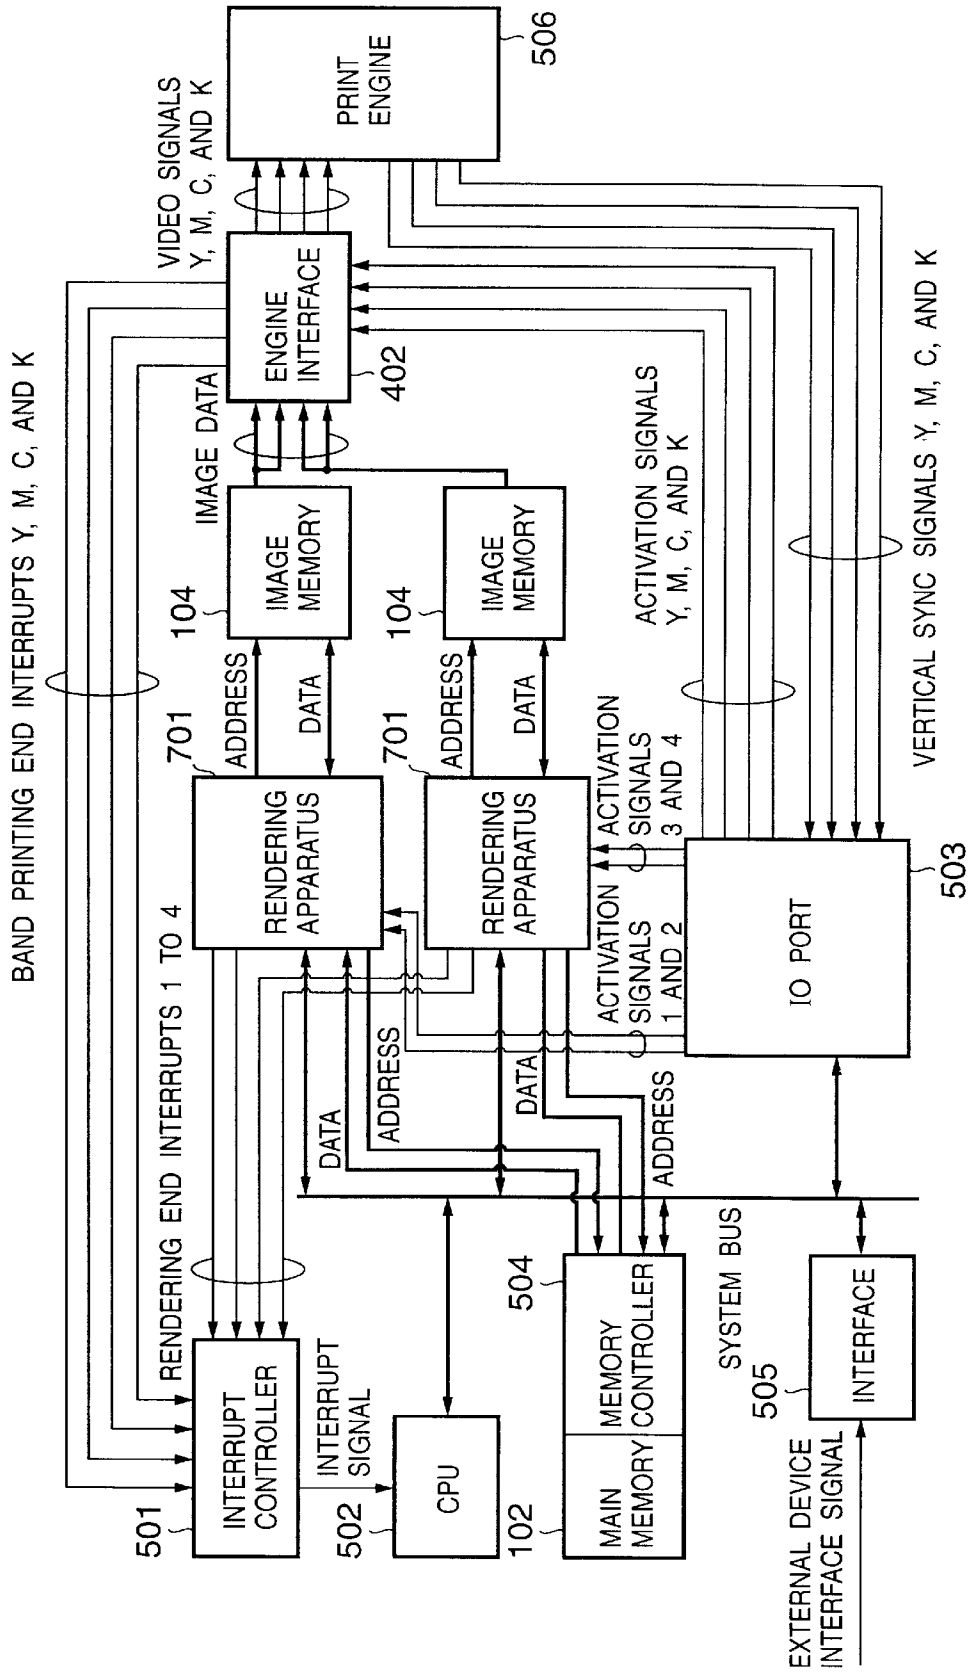 BAND PRINTING END INTERRUPTS Y, M, C, AND K
VIDEO SIGNALS
Y, M, C, AND K
RENDERING END INTERRUPTS 1 TO 4
501
INTERRUPT
CONTROLLER
INTERRUPT
SIGNAL
502
CPU
102
MAIN
MEMORY
504
MEMORY
CONTROLLER
SYSTEM BUS
505
INTERFACE
EXTERNAL DEVICE
INTERFACE SIGNAL
701
RENDERING
APPARATUS
ADDRESS
DATA
104
IMAGE
MEMORY
IMAGE DATA
DATA
ADDRESS
701
RENDERING
APPARATUS
ADDRESS
DATA
104
IMAGE
MEMORY
DATA
ADDRESS
ACTIVATION
SIGNALS
1 AND 2
ACTIVATION
SIGNALS
3 AND 4
IO PORT
503
ACTIVATION SIGNALS
Y, M, C, AND K
VERTICAL SYNC SIGNALS Y, M, C, AND K
ENGINE
INTERFACE
402
PRINT
ENGINE
506